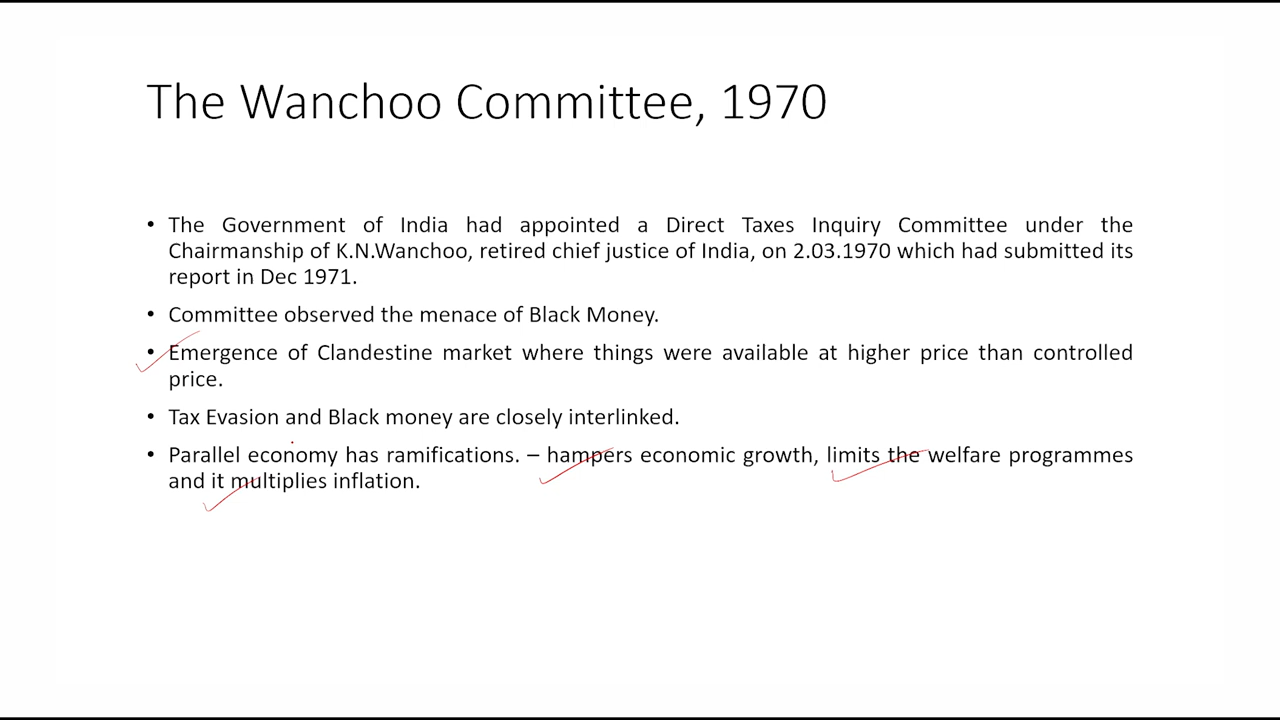 The Wanchoo Committee, 1970
• The Government of India had appointed a Direct Taxes Inquiry Committee under the
Chairmanship of K.N.Wanchoo, retired chief justice of India, on 2.03.1970 which had submitted its
report in Dec 1971.
• Committee observed the menace of Black Money.
• Emergence of Clandestine market where things were available at higher price than controlled
price.
• Tax Evasion and Black money are closely interlinked.
• Parallel economy has ramifications. – hampers economic growth, limits the welfare programmes
and it multiplies inflation.